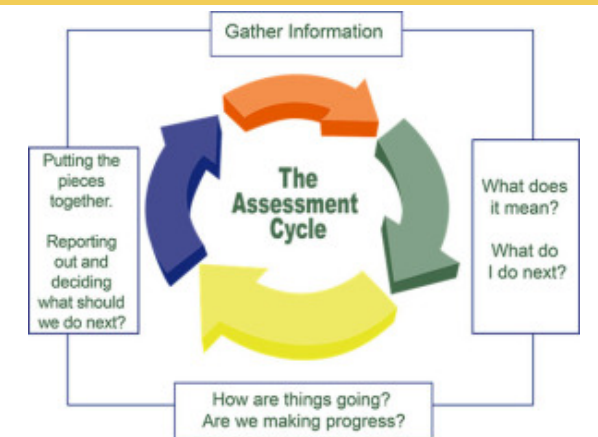 Gather Information
The
Assessment
Cycle
What does
it mean?
What do
I do next?
How are things going?
Are we making progress?
Putting the
pieces
together.
Reporting
out and
deciding
what should
we do next?